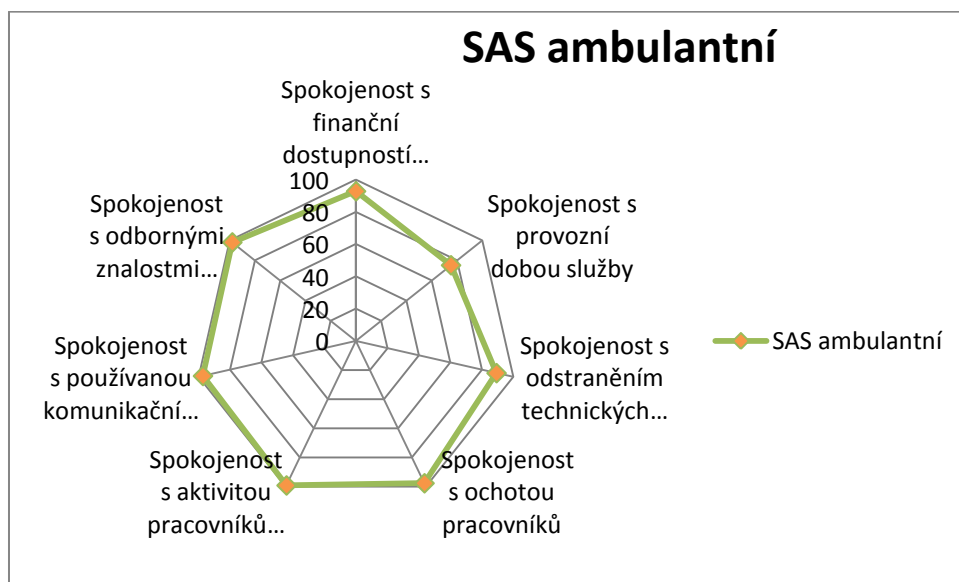 SAS ambulantní
Spokojenost s
finanční
dostupností...
Spokojenost s
provozní
dobou služby
Spokojenost s
odstraněním
technických...
Spokojenost
s ochotou
pracovníků
Spokojenost
s aktivitou
pracovníků...
Spokojenost
s používanou
komunikační...
Spokojenost
s odbornými
znalostmi...
100
80
60
40
20
0
SAS ambulantní